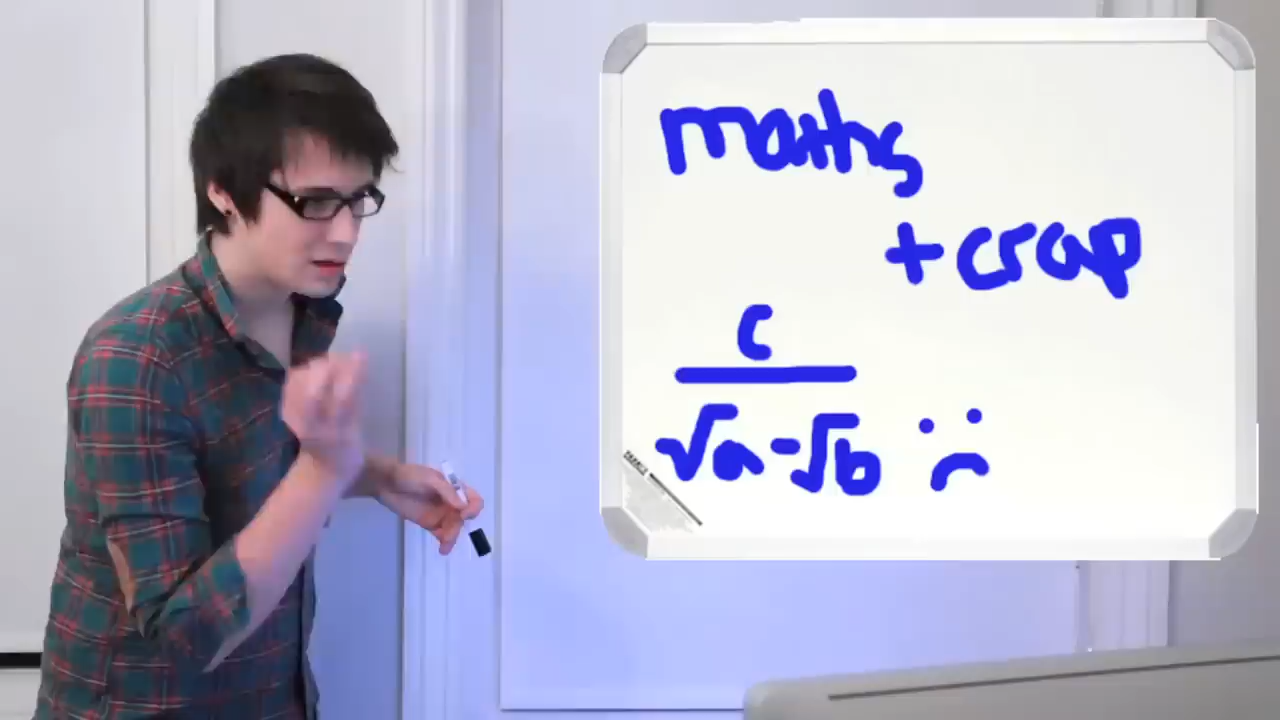 maths
+crap
c
√a-√b :(